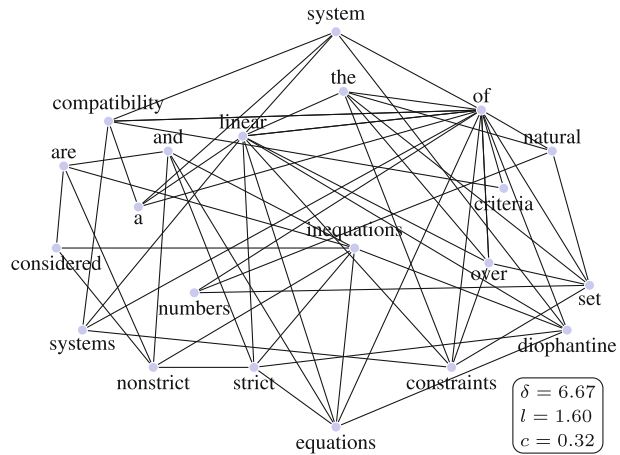 system
the
of
compatibility
linear
and
natural
are
criteria
a
inequations
considered
over
numbers
set
systems
diophantine
nonstrict
strict
constraints
equations
δ = 6.67
l = 1.60
c = 0.32